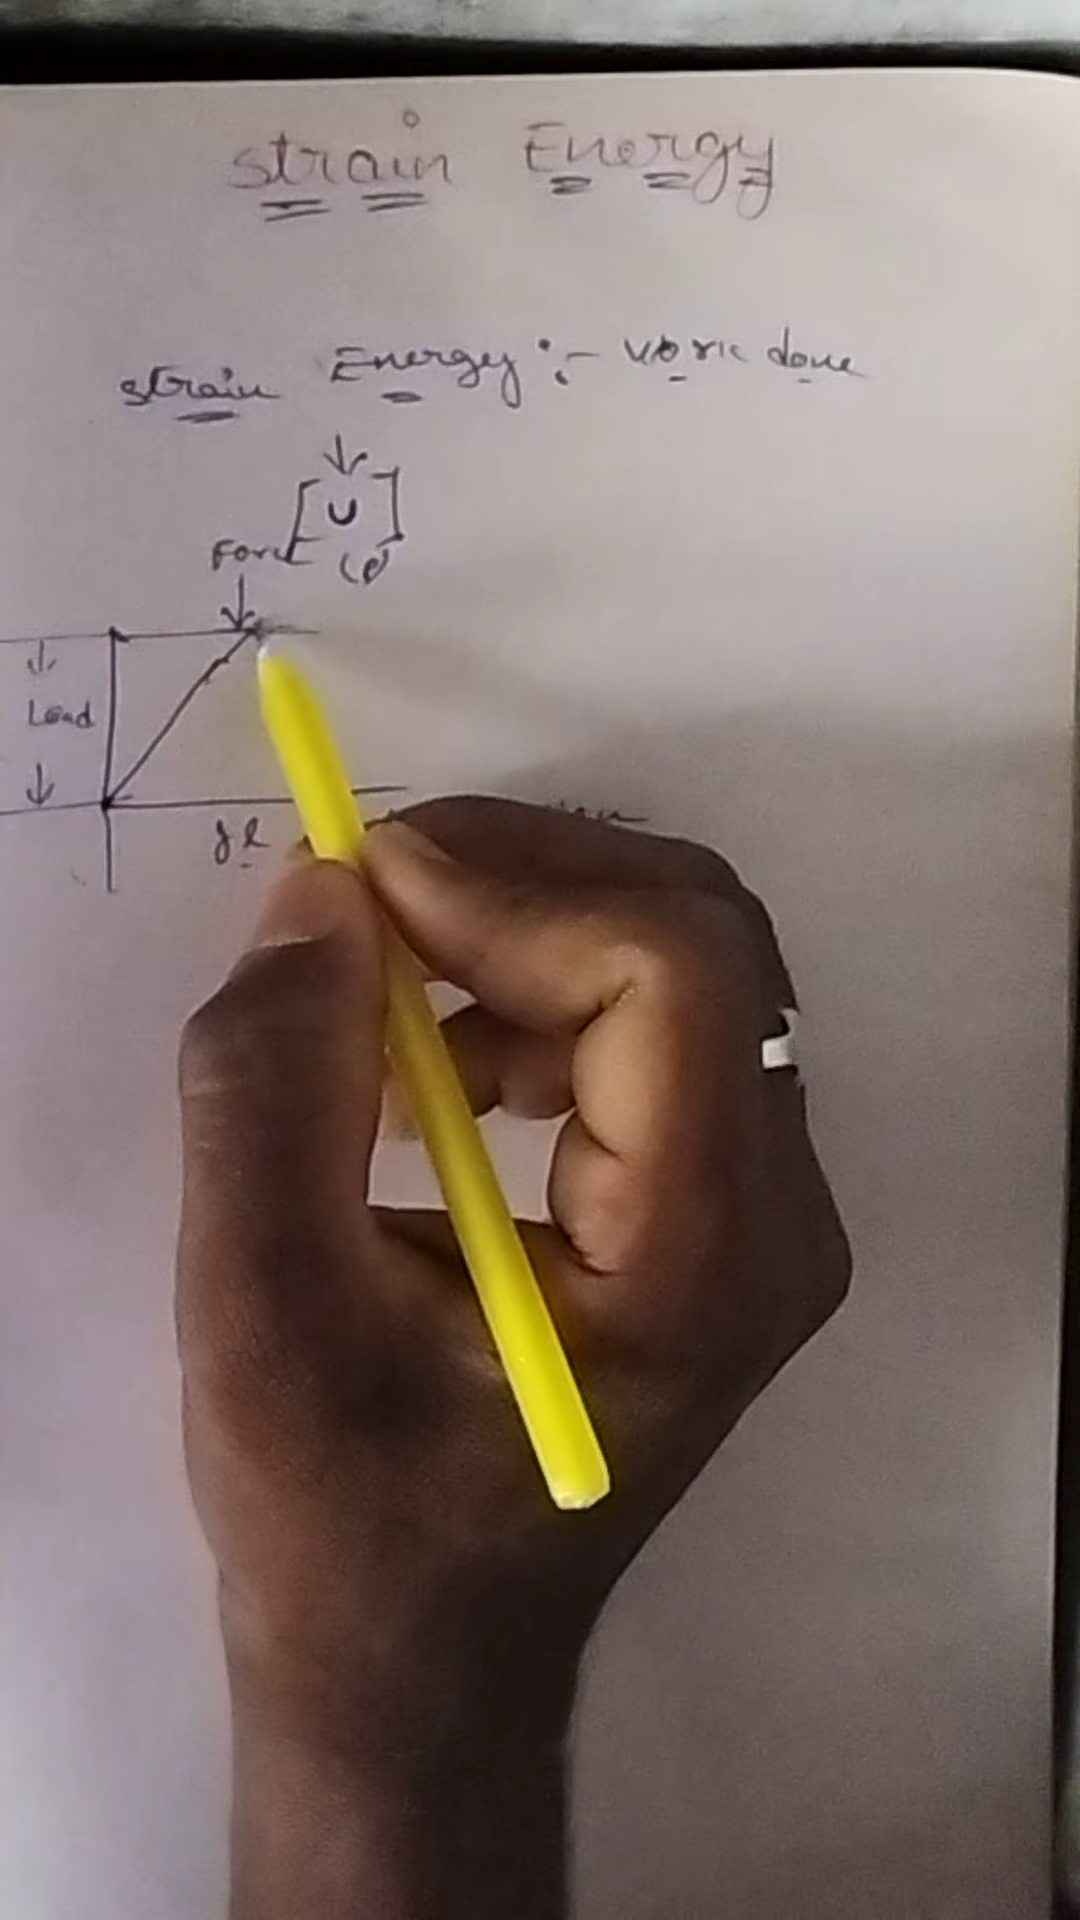 strain Energy
strain Energy :- work done
[U]
Force (P)
Load
δl